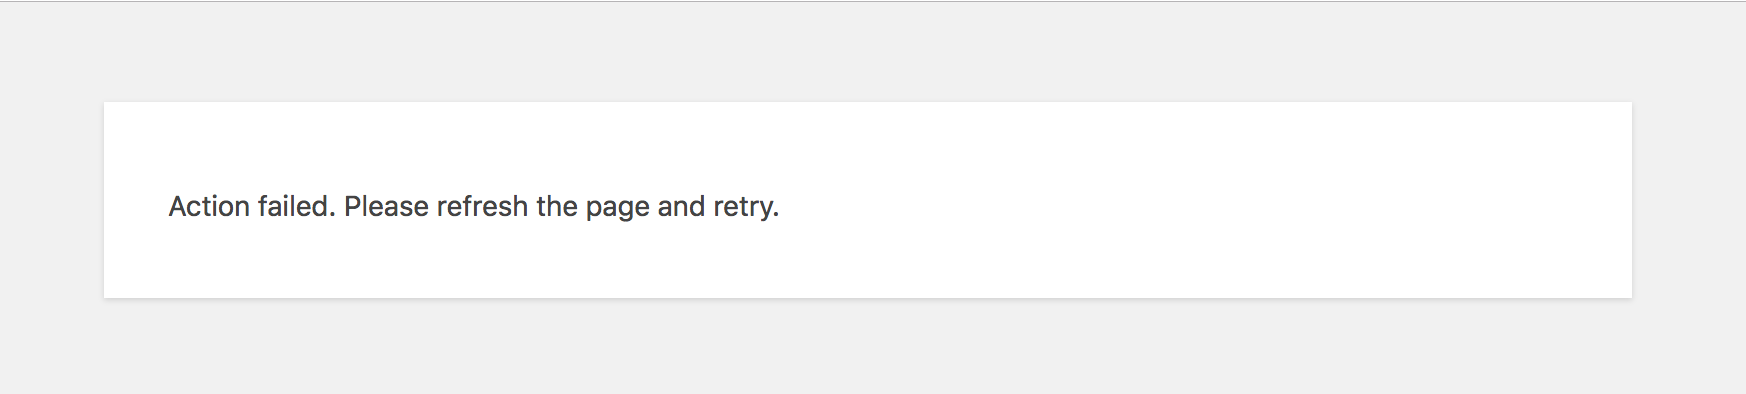 Action failed. Please refresh the page and retry.